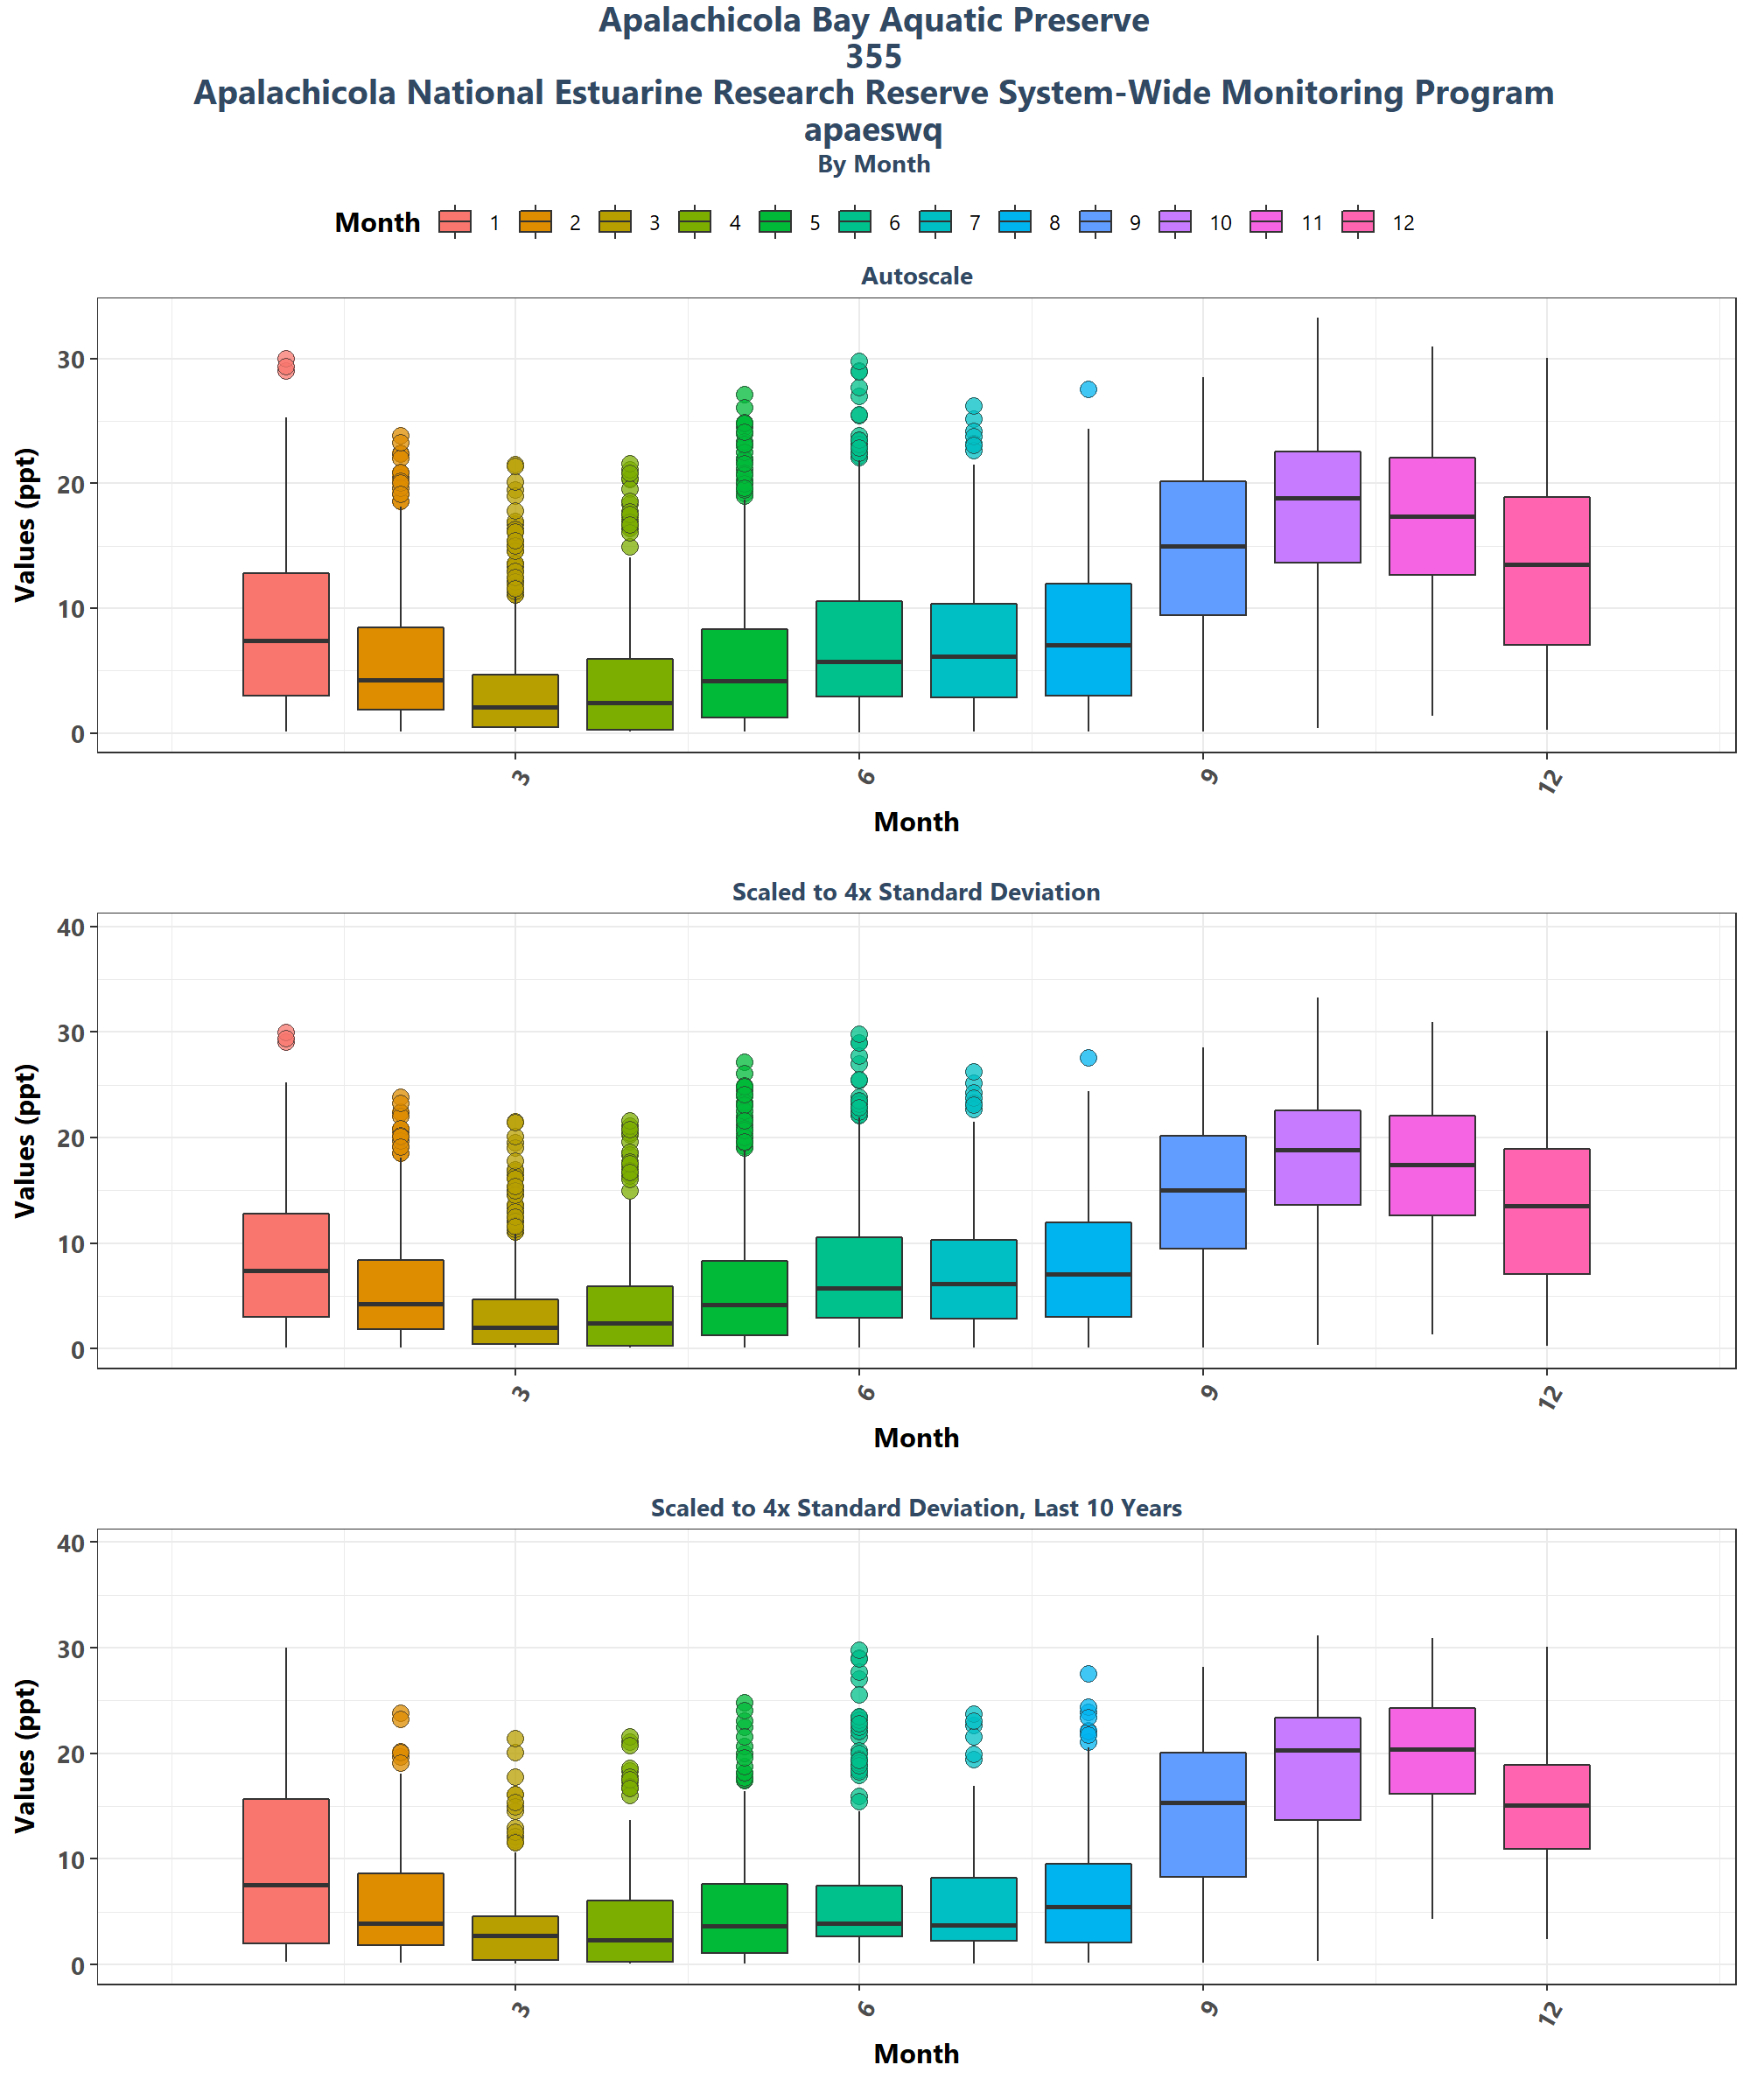 Apalachicola Bay Aquatic Preserve
355
Apalachicola National Estuarine Research Reserve System-Wide Monitoring Program
apaeswq
By Month
Month 1 2 3 4 5 6 7 8 9 10 11 12
Autoscale
Values (ppt)
30
20
10
0
3 6 9 12
Month
Scaled to 4x Standard Deviation
Values (ppt)
40
30
20
10
0
3 6 9 12
Month
Scaled to 4x Standard Deviation, Last 10 Years
Values (ppt)
40
30
20
10
0
3 6 9 12
Month